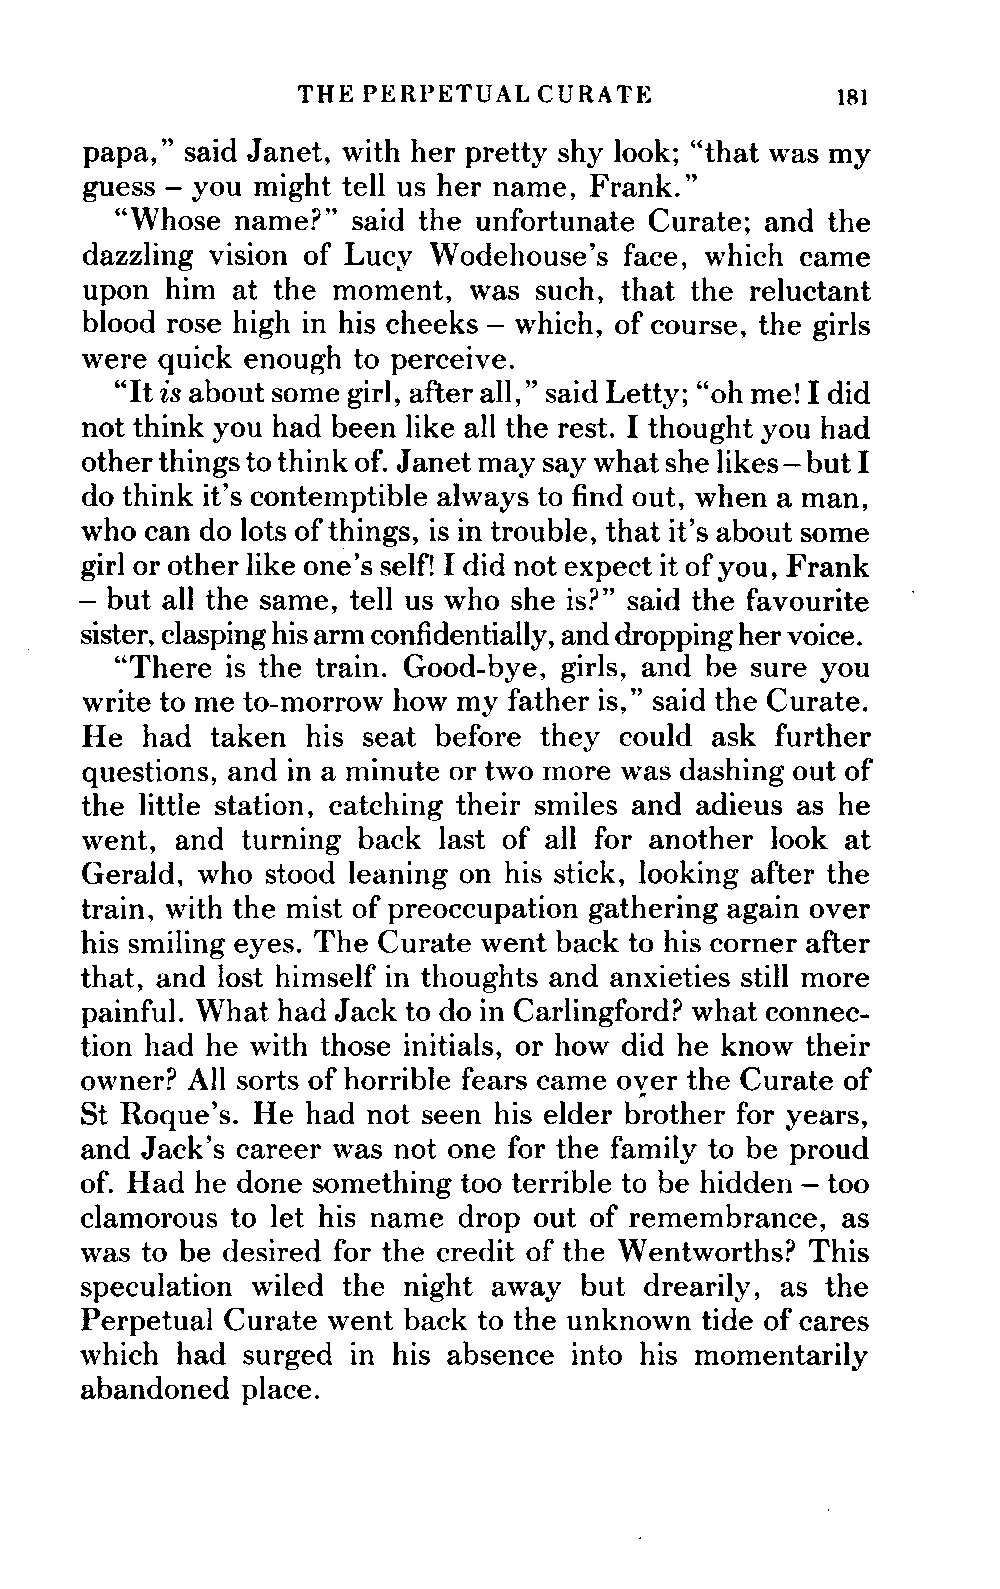 THE PERPETUAL CURATE 181
papa,” said Janet, with her pretty shy look; “that was my
guess – you might tell us her name, Frank.”
“Whose name?” said the unfortunate Curate; and the
dazzling vision of Lucy Wodehouse’s face, which came
upon him at the moment, was such, that the reluctant
blood rose high in his cheeks – which, of course, the girls
were quick enough to perceive.
“It is about some girl, after all,” said Letty; “oh me! I did
not think you had been like all the rest. I thought you had
other things to think of. Janet may say what she likes – but I
do think it’s contemptible always to find out, when a man,
who can do lots of things, is in trouble, that it’s about some
girl or other like one’s self! I did not expect it of you, Frank
– but all the same, tell us who she is?” said the favourite
sister, clasping his arm confidentially, and dropping her voice.
“There is the train. Good-bye, girls, and be sure you
write to me to-morrow how my father is,” said the Curate.
He had taken his seat before they could ask further
questions, and in a minute or two more was dashing out of
the little station, catching their smiles and adieus as he
went, and turning back last of all for another look at
Gerald, who stood leaning on his stick, looking after the
train, with the mist of preoccupation gathering again over
his smiling eyes. The Curate went back to his corner after
that, and lost himself in thoughts and anxieties still more
painful. What had Jack to do in Carlingford? what connec-
tion had he with those initials, or how did he know their
owner? All sorts of horrible fears came over the Curate of
St Roque’s. He had not seen his elder brother for years,
and Jack’s career was not one for the family to be proud
of. Had he done something too terrible to be hidden – too
clamorous to let his name drop out of remembrance, as
was to be desired for the credit of the Wentworths? This
speculation wiled the night away but drearily, as the
Perpetual Curate went back to the unknown tide of cares
which had surged in his absence into his momentarily
abandoned place.